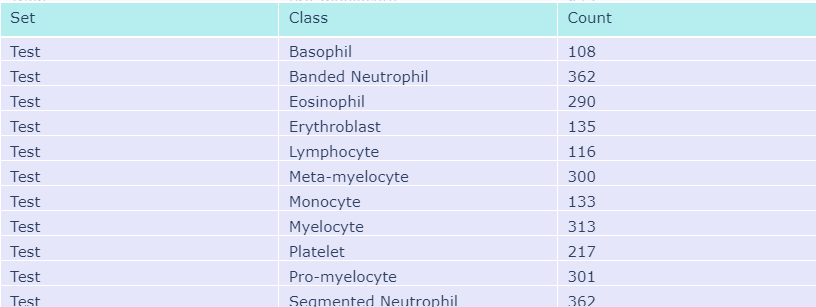 Set Class Count
Test Basophil 108
Test Banded Neutrophil 362
Test Eosinophil 290
Test Erythroblast 135
Test Lymphocyte 116
Test Meta-myelocyte 300
Test Monocyte 133
Test Myelocyte 313
Test Platelet 217
Test Pro-myelocyte 301
Test Segmented Neutrophil 362